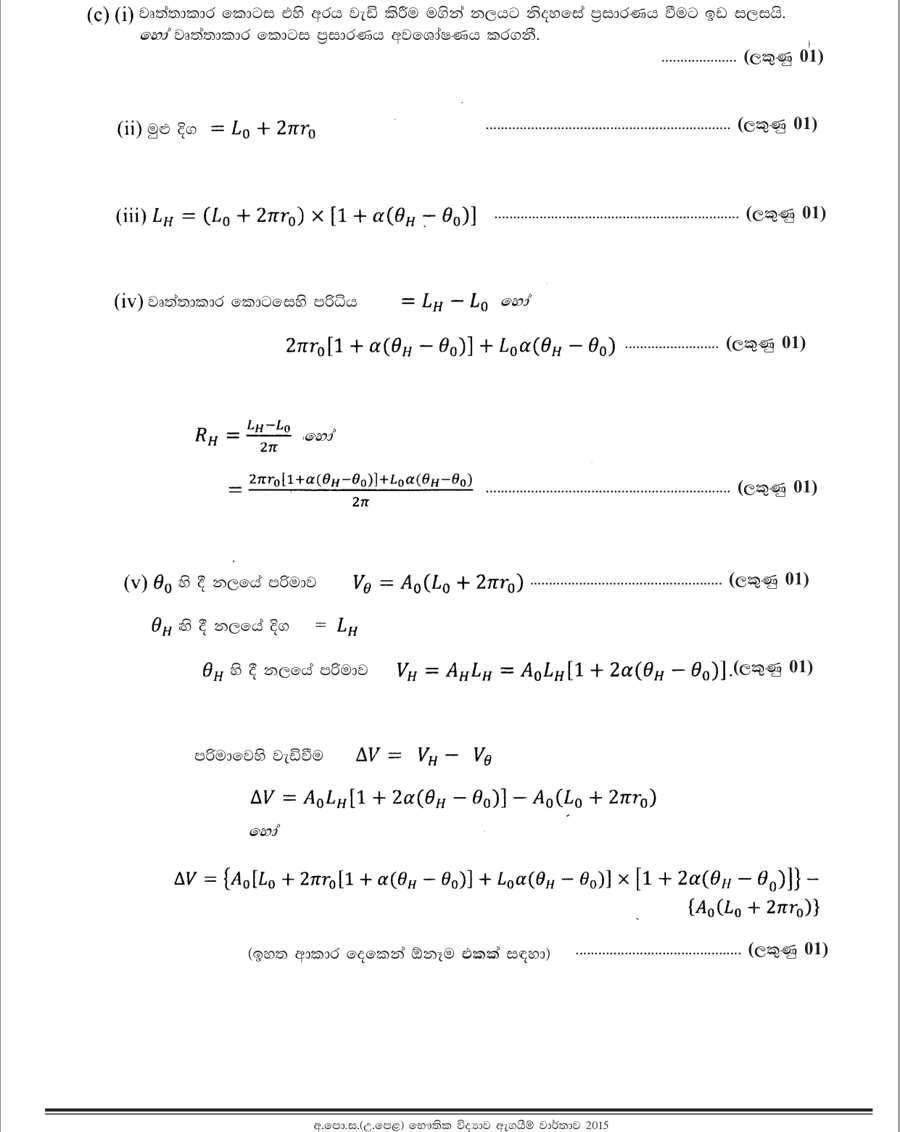 (c) (i) වෘත්තාකාර කොටස එහි අරය වැඩි කිරීම මගින් නලයට නිදහසේ ප්‍රසාරණය වීමට ඉඩ සලසයි.
හෝ වෘත්තාකාර කොටස ප්‍රසාරණය අවශෝෂණය කරගනී.
.................... (ලකුණු 01)
(ii) මුළු දිග = L₀ + 2πr₀ ................................................................ (ලකුණු 01)
(iii) L_H = (L₀ + 2πr₀) × [1 + α(θ_H − θ₀)] ................................................................ (ලකුණු 01)
(iv) වෘත්තාකාර කොටසෙහි පරිධිය = L_H − L₀ හෝ
2πr₀[1 + α(θ_H − θ₀)] + L₀α(θ_H − θ₀) ......................... (ලකුණු 01)
R_H = (L_H−L₀)/2π හෝ
= (2πr₀[1+α(θ_H−θ₀)]+L₀α(θ_H−θ₀))/2π ................................................................ (ලකුණු 01)
(v) θ₀ හි දී නලයේ පරිමාව V_θ = A₀(L₀ + 2πr₀) .................................................. (ලකුණු 01)
θ_H හි දී නලයේ දිග = L_H
θ_H හි දී නලයේ පරිමාව V_H = A_H L_H = A₀L_H[1 + 2α(θ_H − θ₀)].(ලකුණු 01)
පරිමාවෙහි වැඩිවීම ΔV = V_H − V_θ
ΔV = A₀L_H[1 + 2α(θ_H − θ₀)] − A₀(L₀ + 2πr₀)
හෝ
ΔV = {A₀[L₀ + 2πr₀[1 + α(θ_H − θ₀)] + L₀α(θ_H − θ₀)] × [1 + 2α(θ_H − θ₀)]} −
{A₀(L₀ + 2πr₀)}
(ඉහත ආකාර දෙකෙන් ඕනෑම එකක් සඳහා) ............................................ (ලකුණු 01)
අ.පො.ස.(උ.පෙළ) භෞතික විද්‍යාව ඇගයීම් වාර්තාව 2015